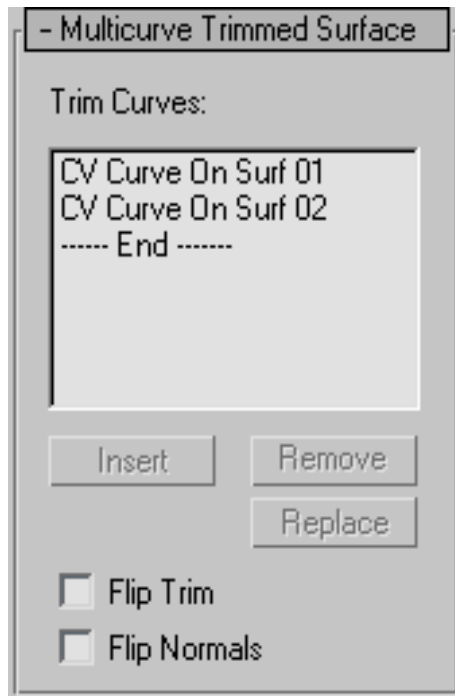 - Multicurve Trimmed Surface
Trim Curves:
CV Curve On Surf 01
CV Curve On Surf 02
------ End -------
Insert
Remove
Replace
Flip Trim
Flip Normals